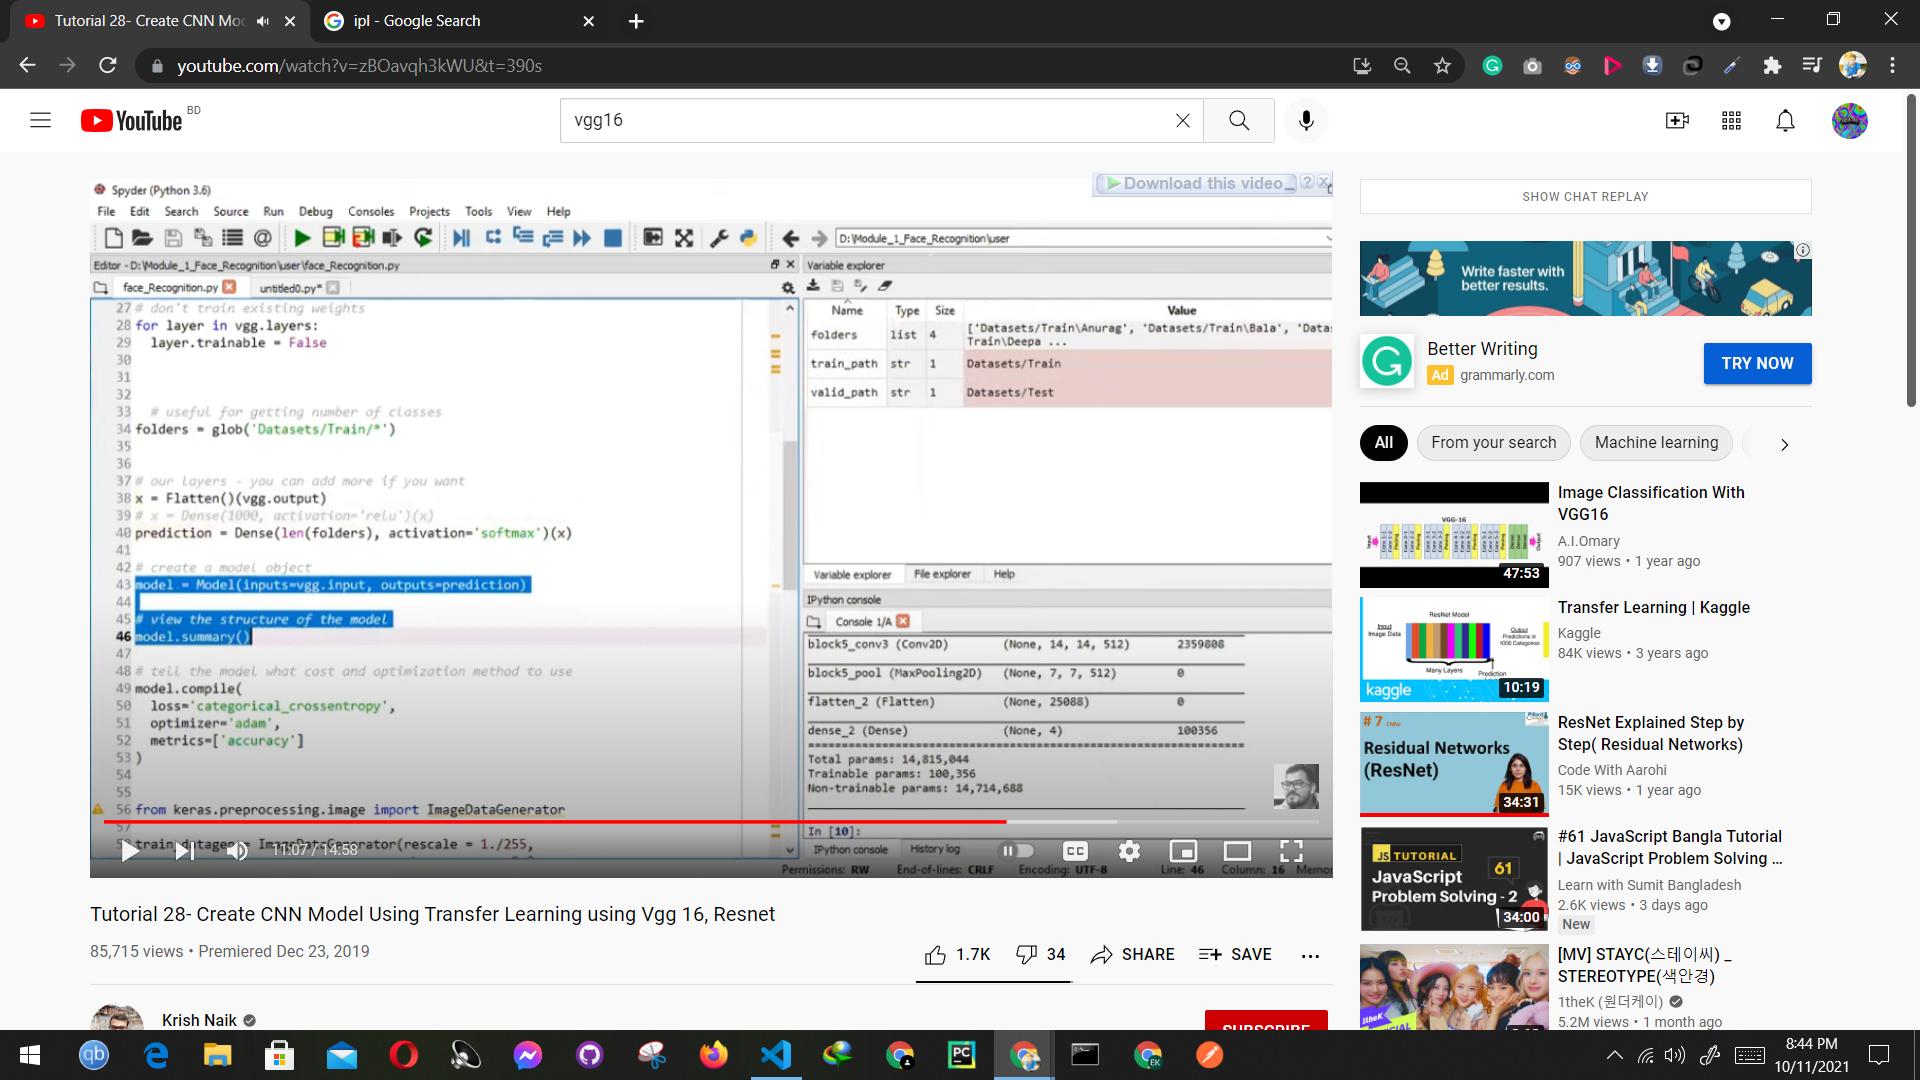 Tutorial 28- Create CNN Mo
ipl - Google Search
youtube.com/watch?v=zBOavqh3kWU&t=390s
YouTube BD
vgg16
Spyder (Python 3.6)
File Edit Search Source Run Debug Consoles Projects Tools View Help
Download this video
D:\Module_1_Face_Recognition\user
Editor - D:\Module_1_Face_Recognition\user\face_Recognition.py
face_Recognition.py
untitled0.py*
27 # don't train existing weights
28 for layer in vgg.layers:
29 layer.trainable = False
30
31
32
33 # useful for getting number of classes
34 folders = glob('Datasets/Train/*')
35
36
37 # our layers - you can add more if you want
38 x = Flatten()(vgg.output)
39 # x = Dense(1000, activation='relu')(x)
40 prediction = Dense(len(folders), activation='softmax')(x)
41
42 # create a model object
43 model = Model(inputs=vgg.input, outputs=prediction)
44
45 # view the structure of the model
46 model.summary()
47
48 # tell the model what cost and optimization method to use
49 model.compile(
50 loss='categorical_crossentropy',
51 optimizer='adam',
52 metrics=['accuracy']
53 )
54
55
56 from keras.preprocessing.image import ImageDataGenerator
57
58 train_datagen = ImageDataGenerator(rescale = 1./255,
11:07 / 14:58
Variable explorer
Name Type Size Value
folders list 4 ['Datasets/Train\Anurag', 'Datasets/Train\Bala', 'Datas
Train\Deepa ...
train_path str 1 Datasets/Train
valid_path str 1 Datasets/Test
Variable explorer File explorer Help
IPython console
Console 1/A
block5_conv3 (Conv2D) (None, 14, 14, 512) 2359808
block5_pool (MaxPooling2D) (None, 7, 7, 512) 0
flatten_2 (Flatten) (None, 25088) 0
dense_2 (Dense) (None, 4) 100356
Total params: 14,815,044
Trainable params: 100,356
Non-trainable params: 14,714,688
In [10]:
IPython console History log
CC
Permissions: RW End-of-lines: CRLF Encoding: UTF-8 Line: 46 Column: 16 Memor
Tutorial 28- Create CNN Model Using Transfer Learning using Vgg 16, Resnet
85,715 views • Premiered Dec 23, 2019
1.7K 34 SHARE SAVE
Krish Naik
SUBSCRIBE
SHOW CHAT REPLAY
Write faster with
better results.
Better Writing
Ad grammarly.com
TRY NOW
All From your search Machine learning
VGG-16
47:53
Image Classification With
VGG16
A.I.Omary
907 views • 1 year ago
ResNet Model
Input
Image Data
Output
Predictions in
1000 Categories
Many Layers
kaggle
10:19
Transfer Learning | Kaggle
Kaggle
84K views • 3 years ago
# 7
Residual Networks
(ResNet)
34:31
ResNet Explained Step by
Step( Residual Networks)
Code With Aarohi
15K views • 1 year ago
JS TUTORIAL 61
JavaScript
Problem Solving - 2
34:00
#61 JavaScript Bangla Tutorial
| JavaScript Problem Solving ...
Learn with Sumit Bangladesh
2.6K views • 3 days ago
New
[MV] STAYC(스테이씨) _
STEREOTYPE(색안경)
1theK (원더케이)
5.2M views • 1 month ago
8:44 PM
10/11/2021